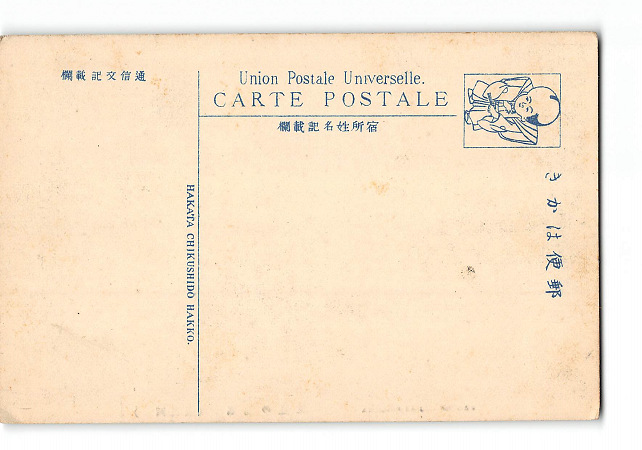 通信文記載欄
Union Postale Universelle.
CARTE POSTALE
宿所姓名記載欄
郵便はかき
HAKATA CHIKUSHIDO HAKKO.